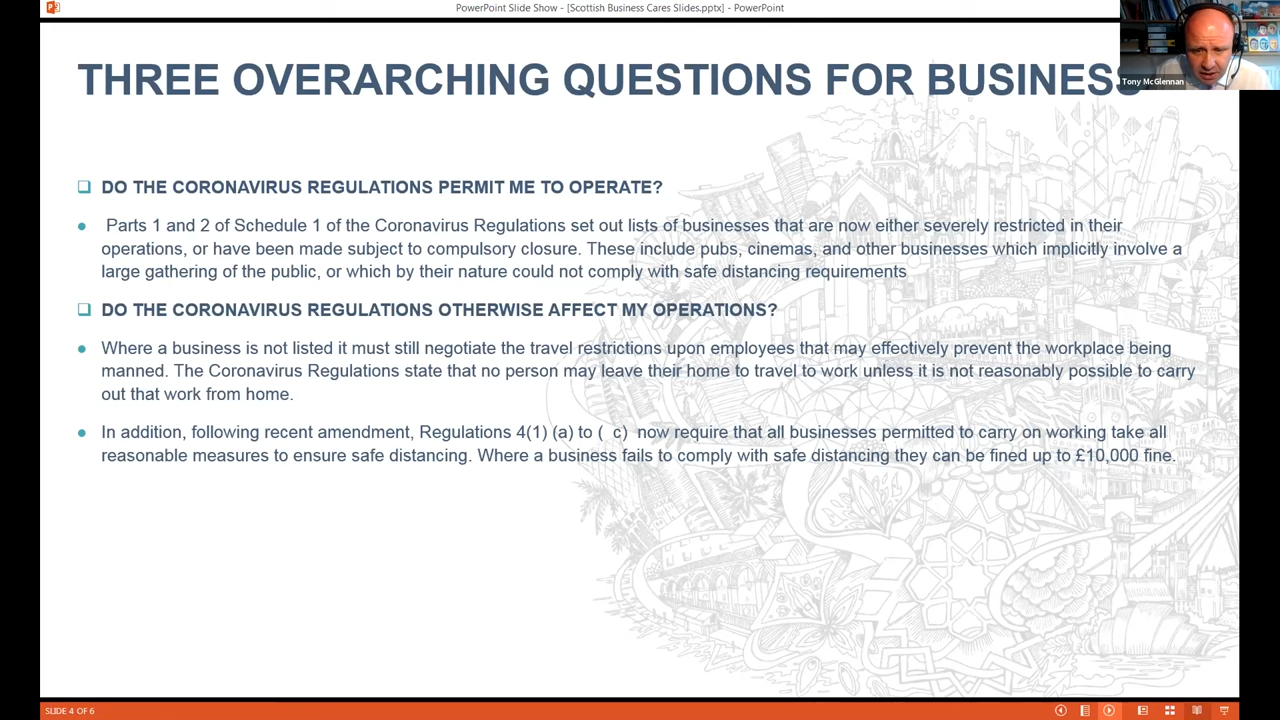 PowerPoint Slide Show - [Scottish Business Cares Slides.pptx] - PowerPoint
Tony McGlennan
THREE OVERARCHING QUESTIONS FOR BUSINESS
DO THE CORONAVIRUS REGULATIONS PERMIT ME TO OPERATE?
Parts 1 and 2 of Schedule 1 of the Coronavirus Regulations set out lists of businesses that are now either severely restricted in their
operations, or have been made subject to compulsory closure. These include pubs, cinemas, and other businesses which implicitly involve a
large gathering of the public, or which by their nature could not comply with safe distancing requirements
DO THE CORONAVIRUS REGULATIONS OTHERWISE AFFECT MY OPERATIONS?
Where a business is not listed it must still negotiate the travel restrictions upon employees that may effectively prevent the workplace being
manned. The Coronavirus Regulations state that no person may leave their home to travel to work unless it is not reasonably possible to carry
out that work from home.
In addition, following recent amendment, Regulations 4(1) (a) to ( c) now require that all businesses permitted to carry on working take all
reasonable measures to ensure safe distancing. Where a business fails to comply with safe distancing they can be fined up to £10,000 fine.
SLIDE 4 OF 6